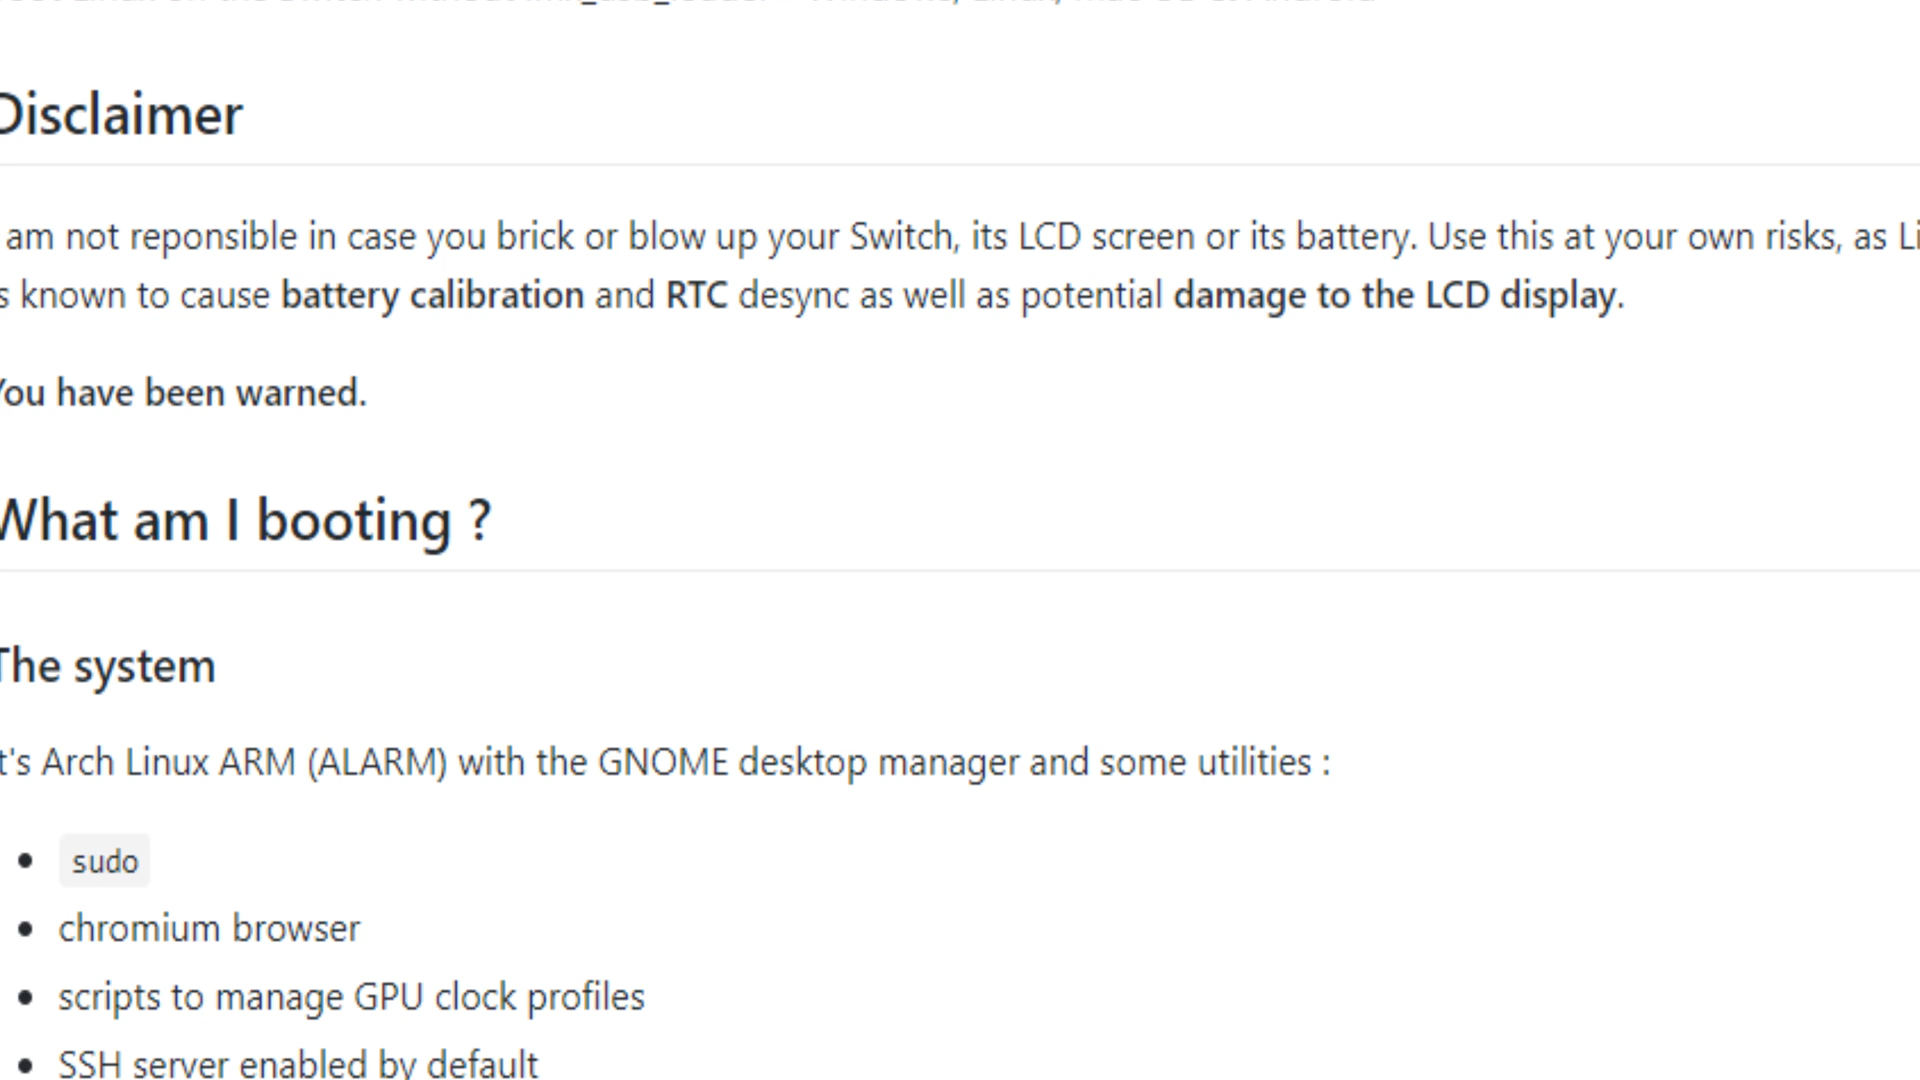 Disclaimer
am not reponsible in case you brick or blow up your Switch, its LCD screen or its battery. Use this at your own risks, as Li
s known to cause battery calibration and RTC desync as well as potential damage to the LCD display.
You have been warned.
What am I booting ?
The system
t's Arch Linux ARM (ALARM) with the GNOME desktop manager and some utilities :
sudo
chromium browser
scripts to manage GPU clock profiles
SSH server enabled by default